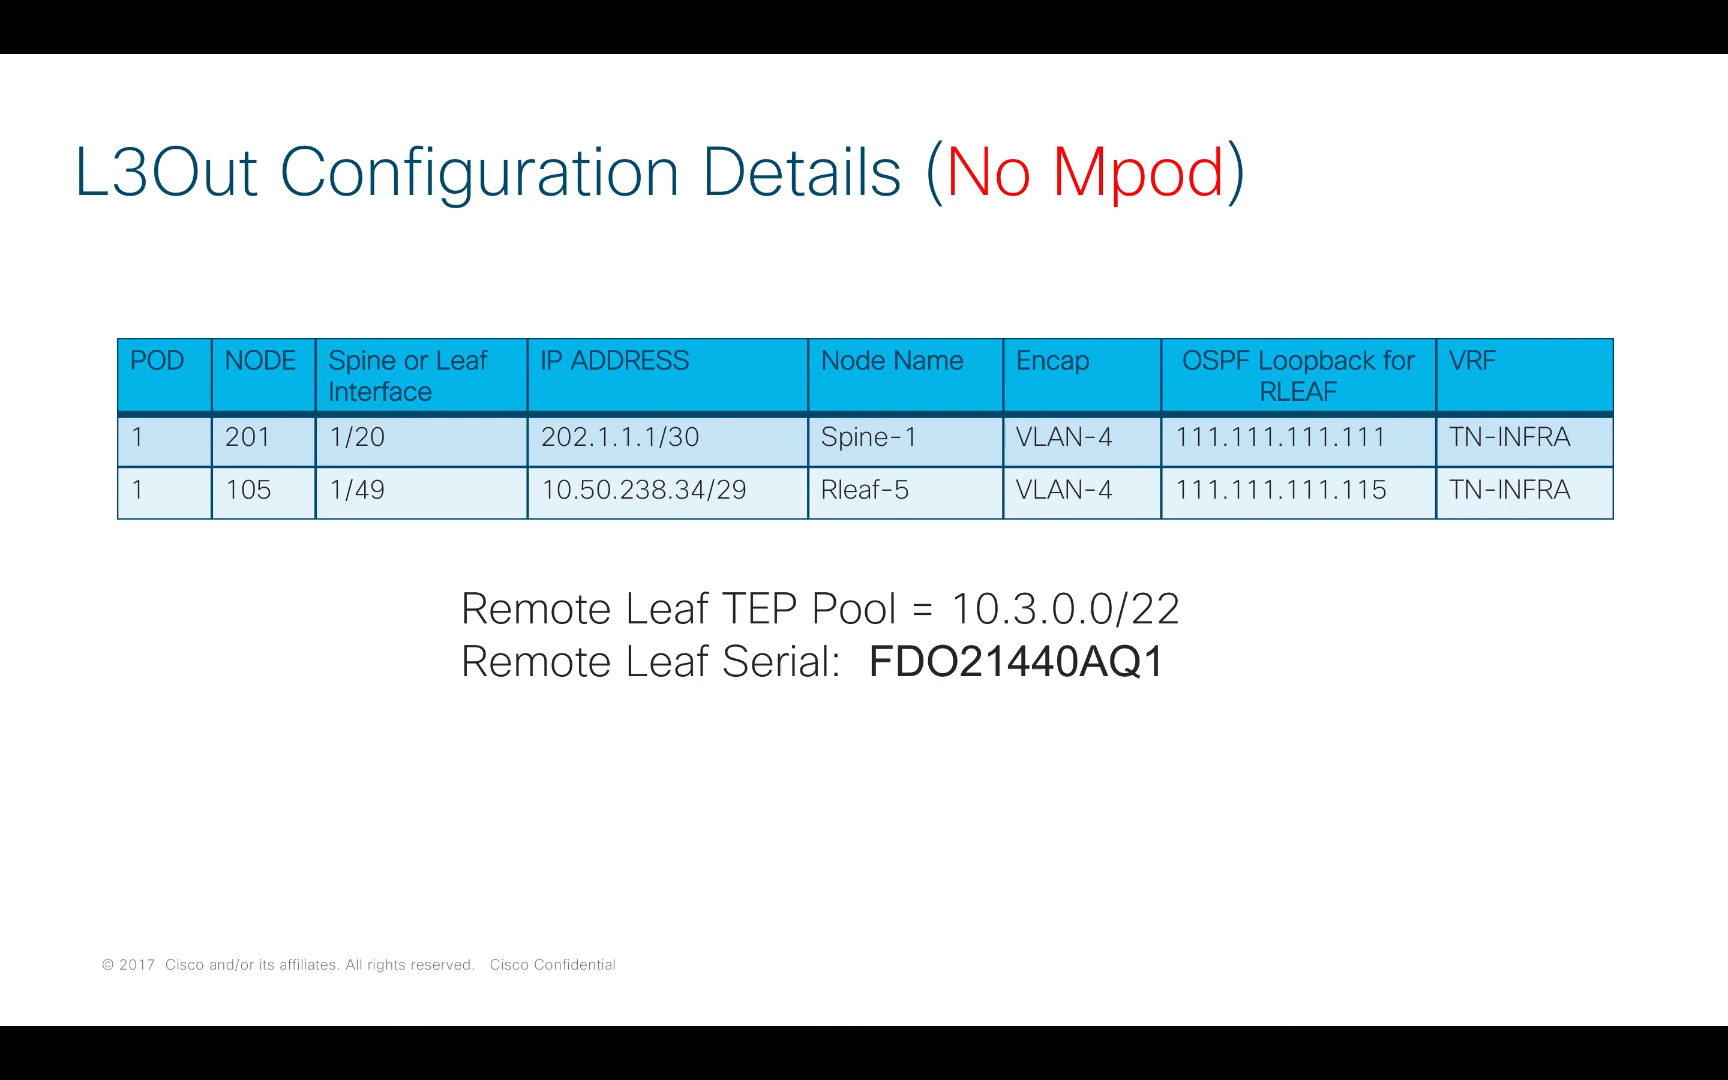 L3Out Configuration Details (No Mpod)
POD NODE Spine or Leaf Interface IP ADDRESS Node Name Encap OSPF Loopback for RLEAF VRF
1 201 1/20 202.1.1.1/30 Spine-1 VLAN-4 111.111.111.111 TN-INFRA
1 105 1/49 10.50.238.34/29 Rleaf-5 VLAN-4 111.111.111.115 TN-INFRA
Remote Leaf TEP Pool = 10.3.0.0/22
Remote Leaf Serial: FDO21440AQ1
© 2017 Cisco and/or its affiliates. All rights reserved. Cisco Confidential